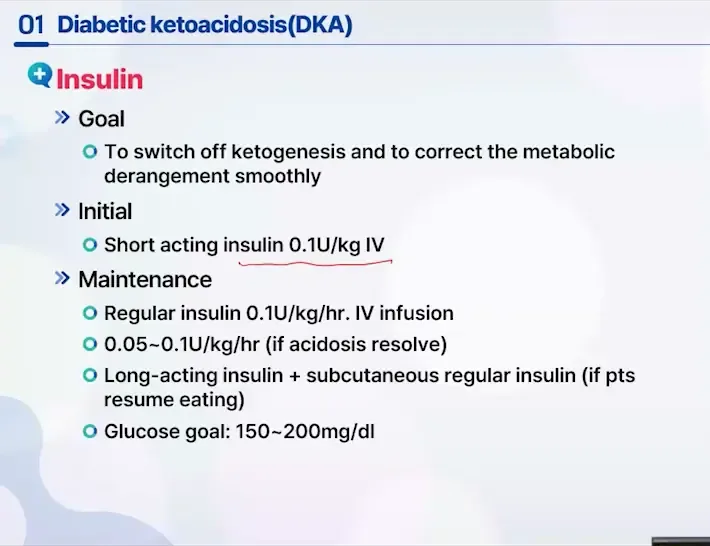 01 Diabetic ketoacidosis(DKA)
Insulin
Goal
To switch off ketogenesis and to correct the metabolic
derangement smoothly
Initial
Short acting insulin 0.1U/kg IV
Maintenance
Regular insulin 0.1U/kg/hr. IV infusion
0.05~0.1U/kg/hr (if acidosis resolve)
Long-acting insulin + subcutaneous regular insulin (if pts
resume eating)
Glucose goal: 150~200mg/dl